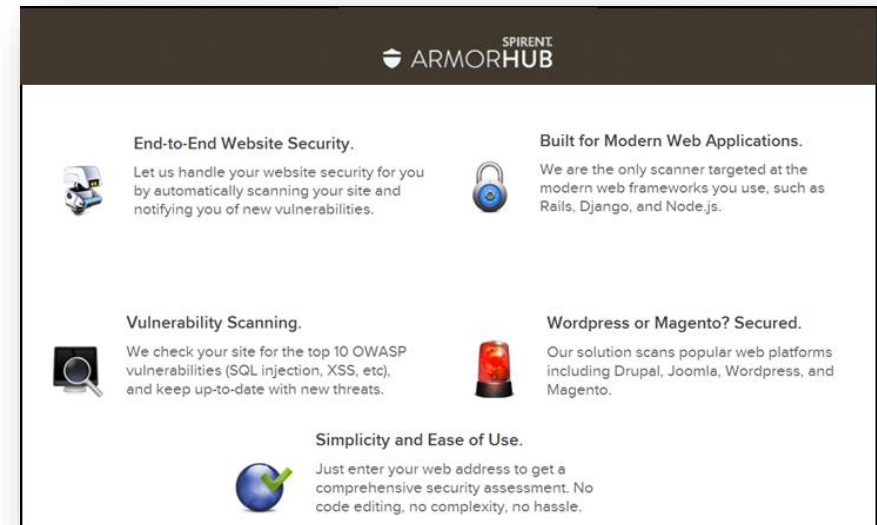 SPIRENT
ARMORHUB
End-to-End Website Security.
Let us handle your website security for you
by automatically scanning your site and
notifying you of new vulnerabilities.
Built for Modern Web Applications.
We are the only scanner targeted at the
modern web frameworks you use, such as
Rails, Django, and Node.js.
Vulnerability Scanning.
We check your site for the top 10 OWASP
vulnerabilities (SQL injection, XSS, etc),
and keep up-to-date with new threats.
Wordpress or Magento? Secured.
Our solution scans popular web platforms
including Drupal, Joomla, Wordpress, and
Magento.
Simplicity and Ease of Use.
Just enter your web address to get a
comprehensive security assessment. No
code editing, no complexity, no hassle.